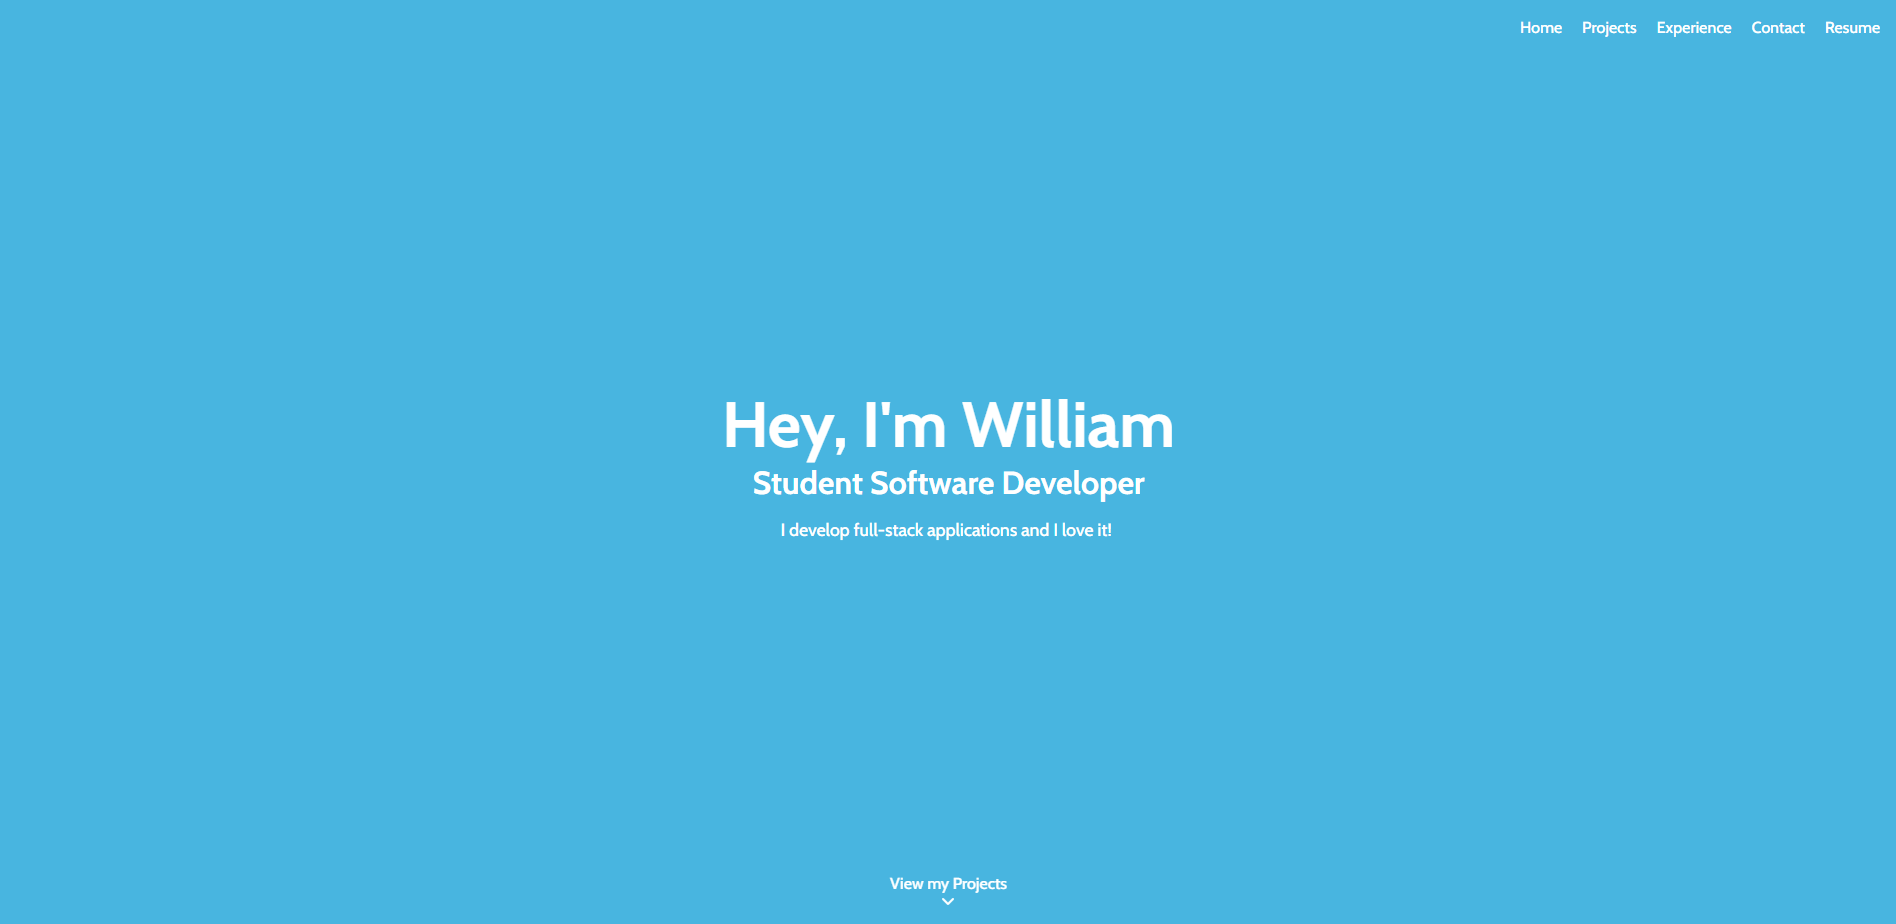 Home Projects Experience Contact Resume
Hey, I'm William
Student Software Developer
I develop full-stack applications and I love it!
View my Projects